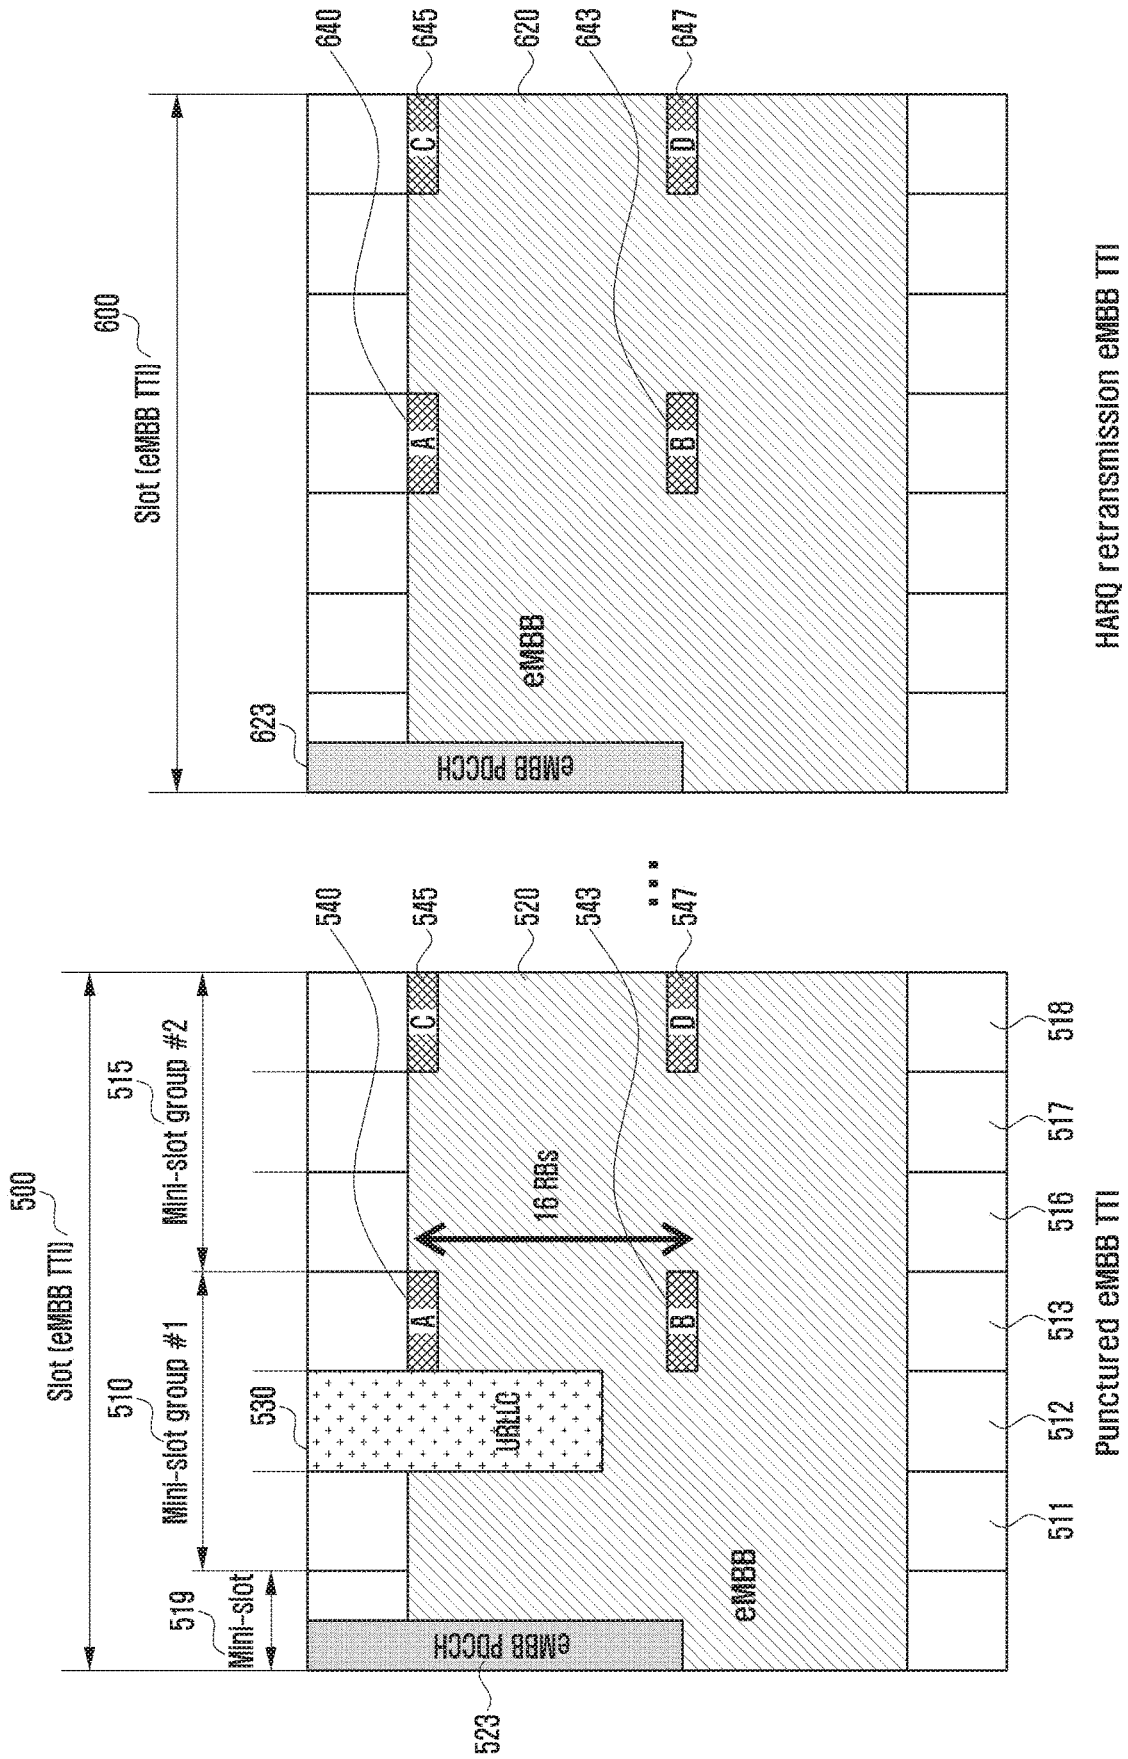 Slot (eMBB TTI) 500
510
Mini-slot group #1
515
Mini-slot group #2
519
Mini-slot
530
540
545
520
543
547
523
eMBB PDCCH
URLLC
A
C
16 RBs
B
D
eMBB
511
512
513
516
517
518
Punctured eMBB TTI
...
Slot (eMBB TTI) 600
623
640
645
620
643
647
eMBB PDCCH
A
C
eMBB
B
D
HARQ retransmission eMBB TTI